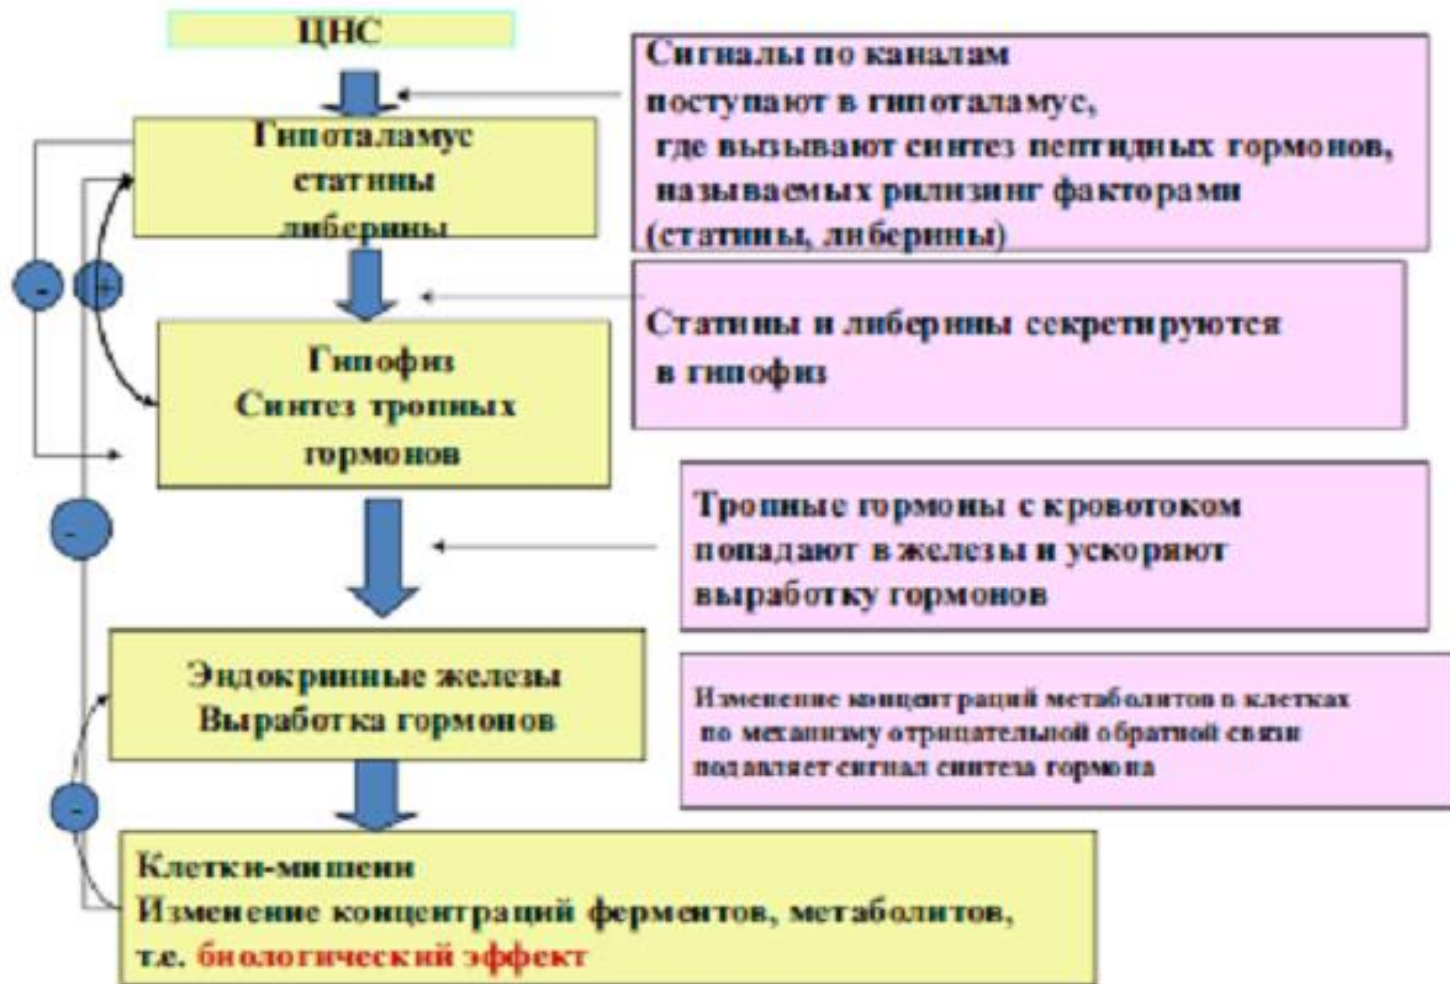 ЦНС
Сигналы по каналам
поступают в гипоталамус,
где вызывают синтез пептидных гормонов,
называемых рилизинг факторами
(статины, либерины)
Гипоталамус
статины
либерины
-
+
Статины и либерины секретируются
в гипофиз
Гипофиз
Синтез тропных
гормонов
-
Тропные гормоны с кровотоком
попадают в железы и ускоряют
выработку гормонов
Эндокринные железы
Выработка гормонов
Изменение концентраций метаболитов в клетках
по механизму отрицательной обратной связи
подавляет сигнал синтеза гормона
-
Клетки-мишени
Изменение концентраций ферментов, метаболитов,
т.е. биологический эффект